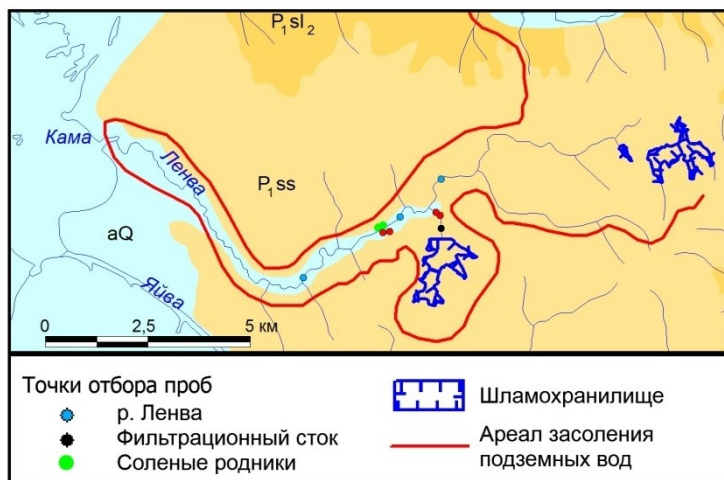 P₁sl₂
Кама
Ленва
P₁ss
aQ
Яйва
0 2,5 5 км
Точки отбора проб
р. Ленва
Фильтрационный сток
Соленые родники
Шламохранилище
Ареал засоления
подземных вод